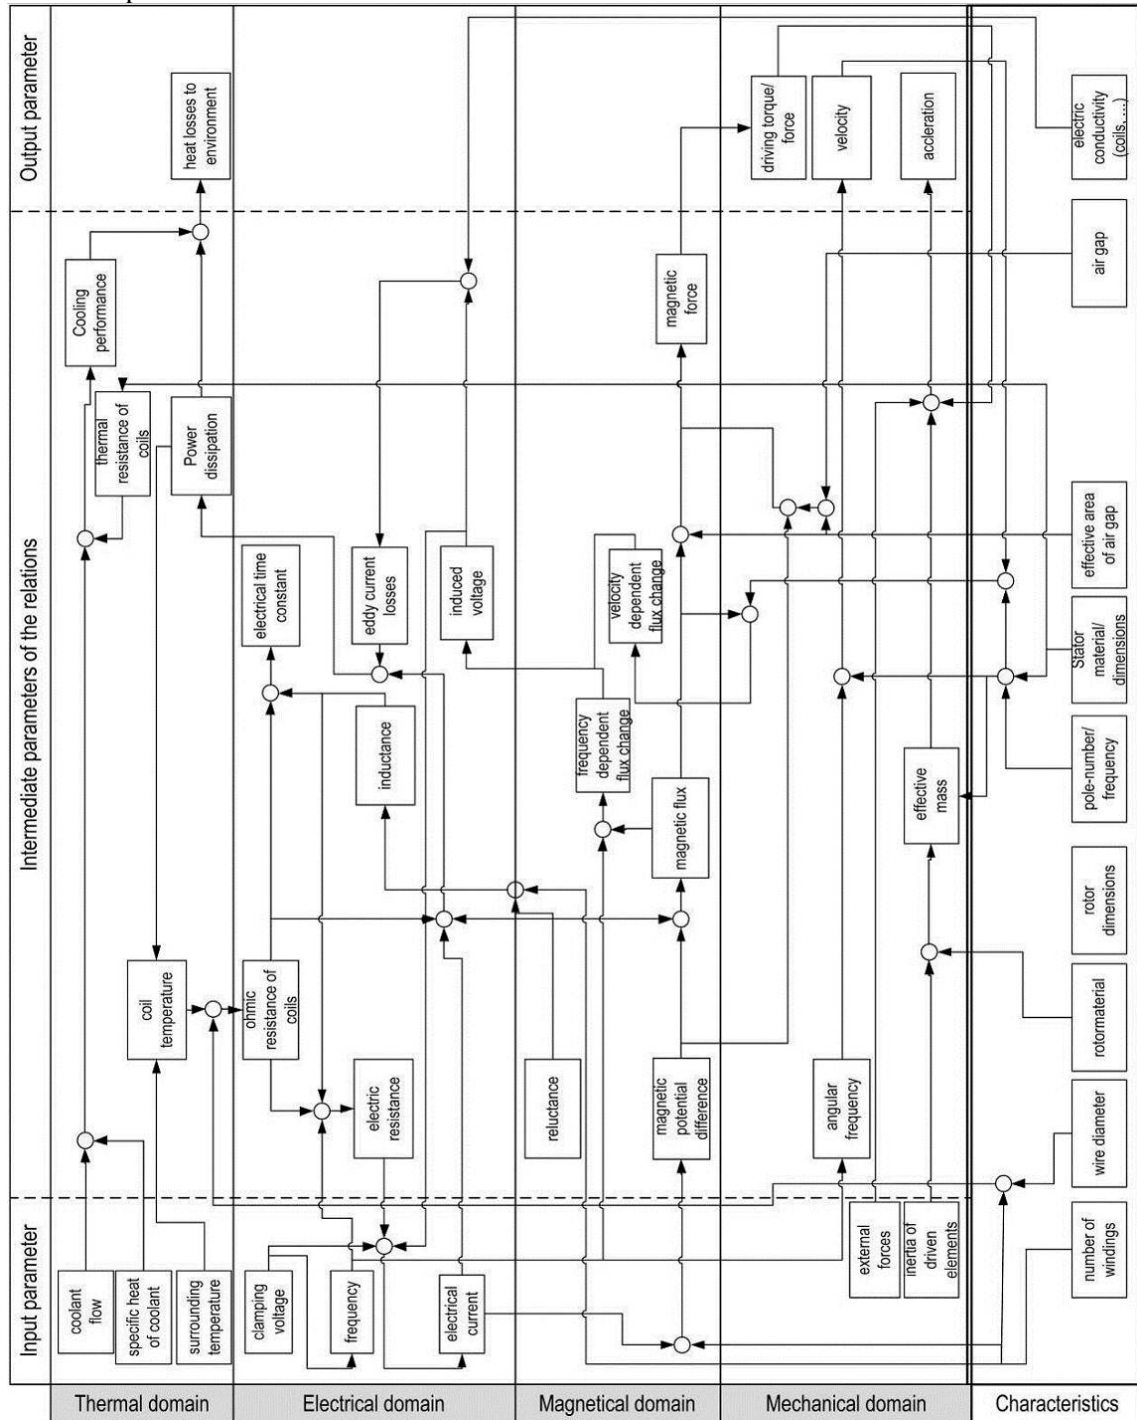 Output parameter
Intermediate parameters of the relations
Input parameter
heat losses to
environment
driving torque/
force
velocity
accleration
electric
conductivity
(coils, ...)
Cooling
performance
magnetic
force
air gap
thermal
resistance of
coils
Power
dissipation
electrical time
constant
eddy current
losses
induced
voltage
velocity
dependent
flux change
effective area
of air gap
inductance
frequency
dependent
flux change
magnetic flux
effective
mass
Stator
material/
dimensions
pole-number/
frequency
rotor
dimensions
coil
temperature
ohmic
resistance of
coils
electric
resistance
reluctance
magnetic
potential
difference
angular
frequency
rotormaterial
wire diameter
coolant
flow
specific heat
of coolant
surrounding
temperature
clamping
voltage
frequency
electrical
current
external
forces
inertia of
driven
elements
number of
windings
Thermal domain
Electrical domain
Magnetical domain
Mechanical domain
Characteristics